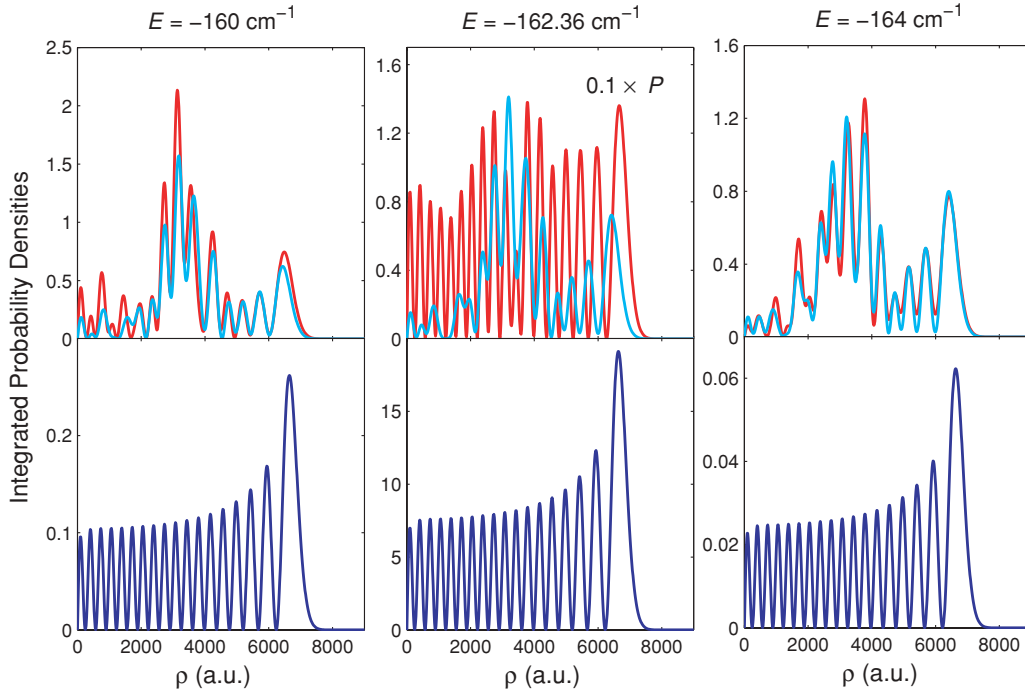 E = −160 cm⁻¹
E = −162.36 cm⁻¹
E = −164 cm⁻¹
Integrated Probability Densities
2.5
2
1.5
1
0.5
0
1.6
1.2
0.8
0.4
0
0.1 × P
1.6
1.2
0.8
0.4
0
0.2
0.1
0
15
10
5
0
0.06
0.04
0.02
0
0 2000 4000 6000 8000
0 2000 4000 6000 8000
0 2000 4000 6000 8000
ρ (a.u.)
ρ (a.u.)
ρ (a.u.)